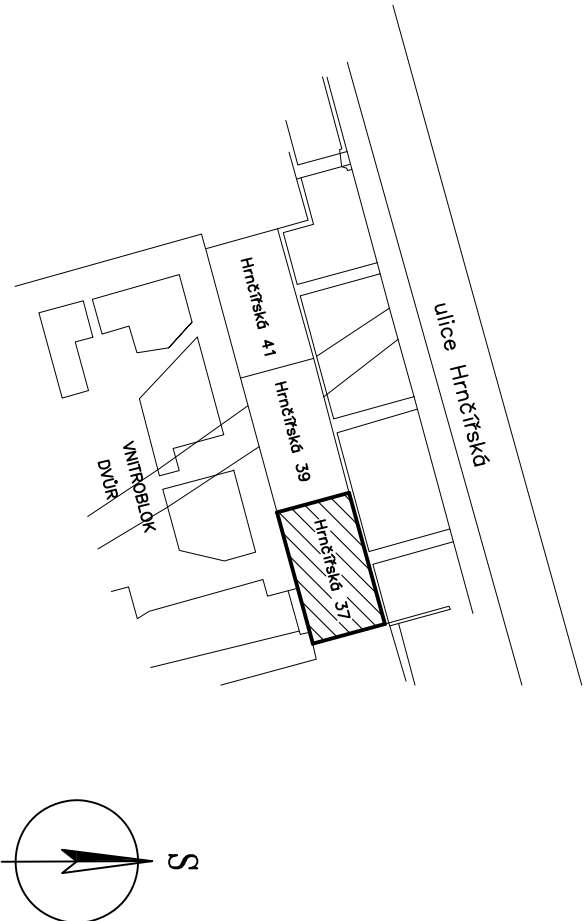 ulice Hrnčířská
Hrnčířská 41
Hrnčířská 39
Hrnčířská 37
VNITROBLOK
DVŮR
S